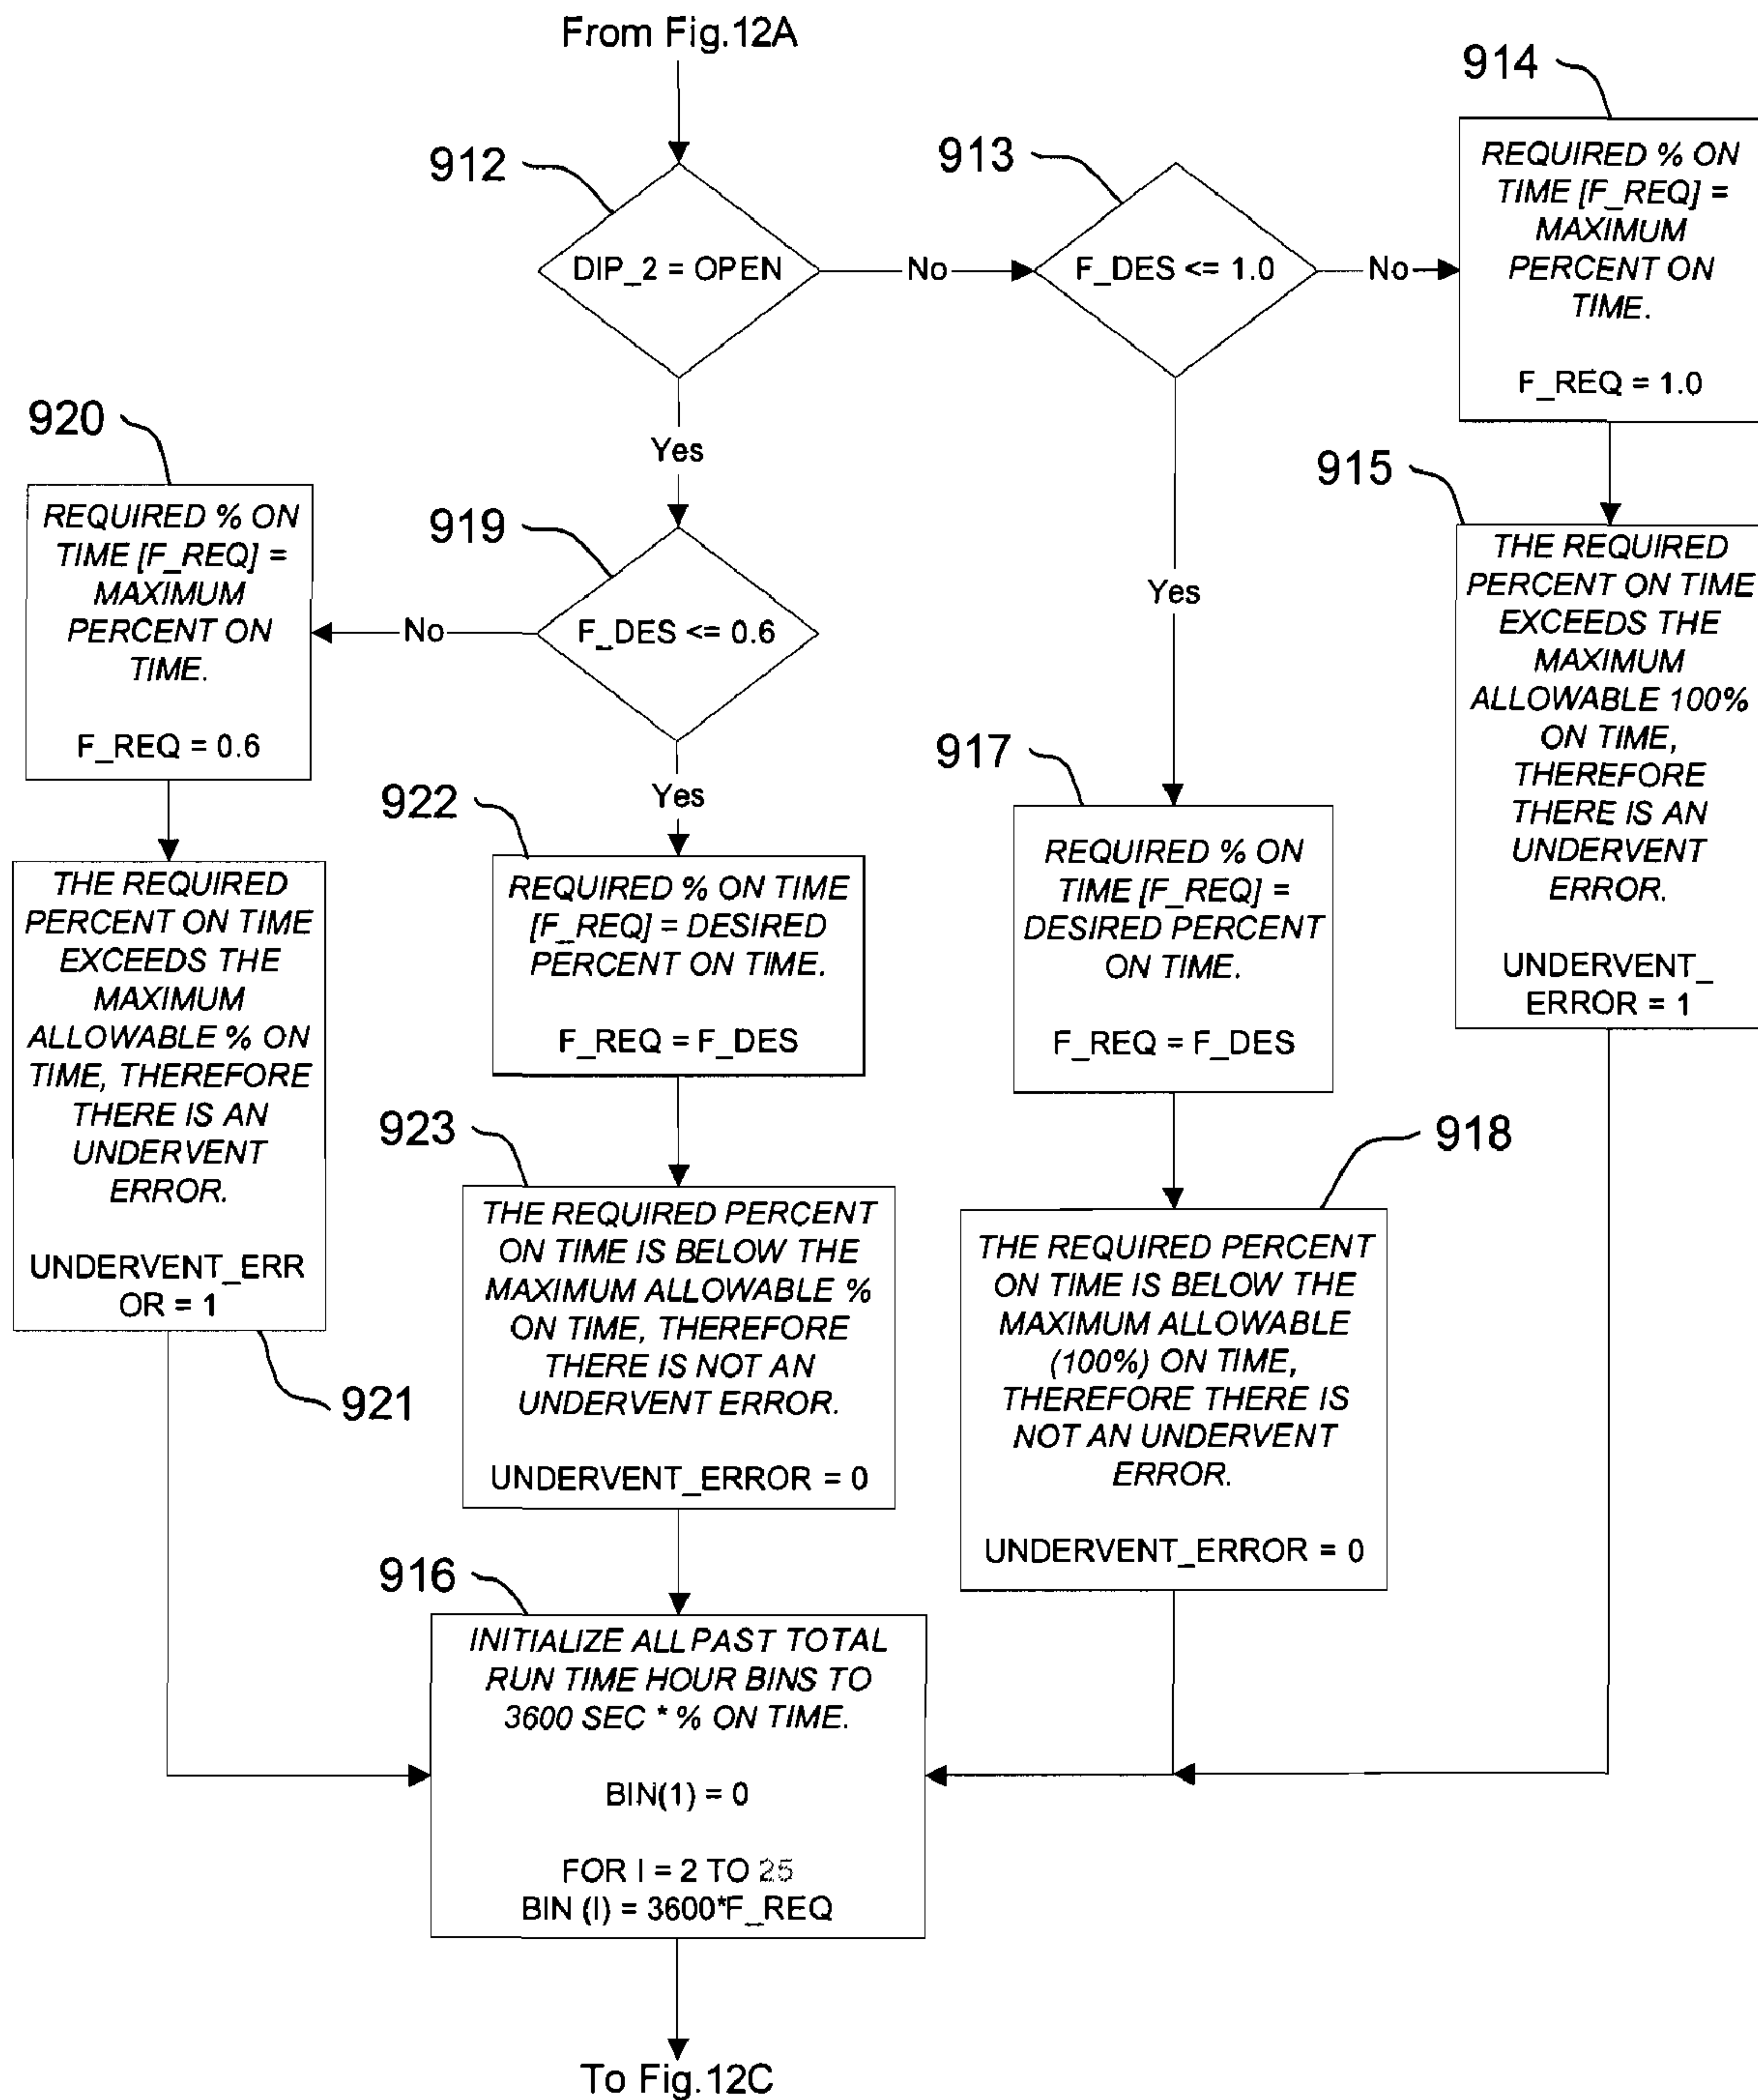 From Fig.12A
912
DIP_2 = OPEN
No
913
F_DES <= 1.0
No
914
REQUIRED % ON
TIME [F_REQ] =
MAXIMUM
PERCENT ON
TIME.
F_REQ = 1.0
Yes
920
REQUIRED % ON
TIME [F_REQ] =
MAXIMUM
PERCENT ON
TIME.
F_REQ = 0.6
No
919
F_DES <= 0.6
Yes
915
THE REQUIRED
PERCENT ON TIME
EXCEEDS THE
MAXIMUM
ALLOWABLE 100%
ON TIME,
THEREFORE
THERE IS AN
UNDERVENT
ERROR.
UNDERVENT_
ERROR = 1
Yes
921
THE REQUIRED
PERCENT ON TIME
EXCEEDS THE
MAXIMUM
ALLOWABLE % ON
TIME, THEREFORE
THERE IS AN
UNDERVENT
ERROR.
UNDERVENT_ERR
OR = 1
922
REQUIRED % ON TIME
[F_REQ] = DESIRED
PERCENT ON TIME.
F_REQ = F_DES
917
REQUIRED % ON
TIME [F_REQ] =
DESIRED PERCENT
ON TIME.
F_REQ = F_DES
923
THE REQUIRED PERCENT
ON TIME IS BELOW THE
MAXIMUM ALLOWABLE %
ON TIME, THEREFORE
THERE IS NOT AN
UNDERVENT ERROR.
UNDERVENT_ERROR = 0
918
THE REQUIRED PERCENT
ON TIME IS BELOW THE
MAXIMUM ALLOWABLE
(100%) ON TIME,
THEREFORE THERE IS
NOT AN UNDERVENT
ERROR.
UNDERVENT_ERROR = 0
916
INITIALIZE ALL PAST TOTAL
RUN TIME HOUR BINS TO
3600 SEC * % ON TIME.
BIN(1) = 0
FOR I = 2 TO 25
BIN (I) = 3600*F_REQ
To Fig.12C